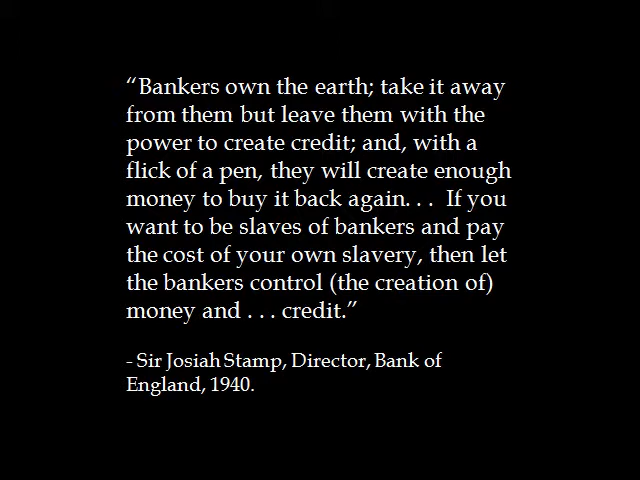 “Bankers own the earth; take it away
from them but leave them with the
power to create credit; and, with a
flick of a pen, they will create enough
money to buy it back again. . .  If you
want to be slaves of bankers and pay
the cost of your own slavery, then let
the bankers control (the creation of)
money and . . . credit.”
- Sir Josiah Stamp, Director, Bank of
England, 1940.